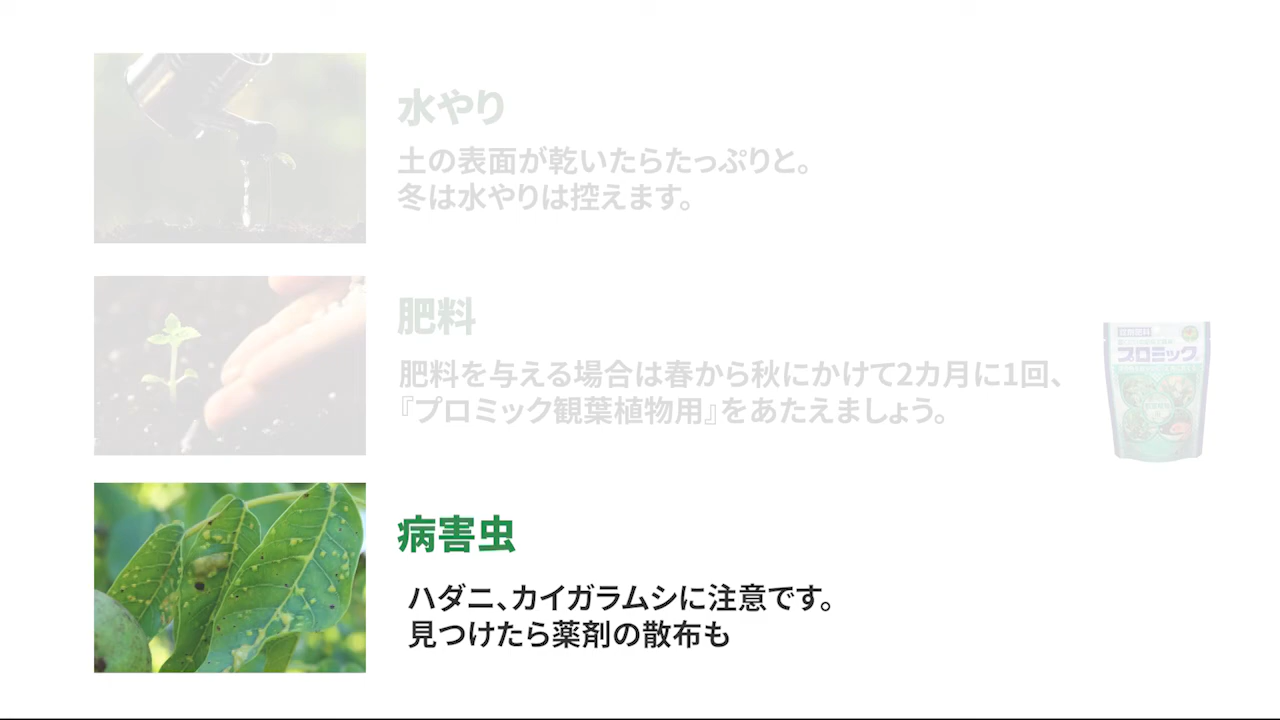 水やり
土の表面が乾いたらたっぷりと。
冬は水やりは控えます。
肥料
肥料を与える場合は春から秋にかけて2カ月に1回、
『プロミック観葉植物用』をあたえましょう。
プロミック
病害虫
ハダニ、カイガラムシに注意です。
見つけたら薬剤の散布も